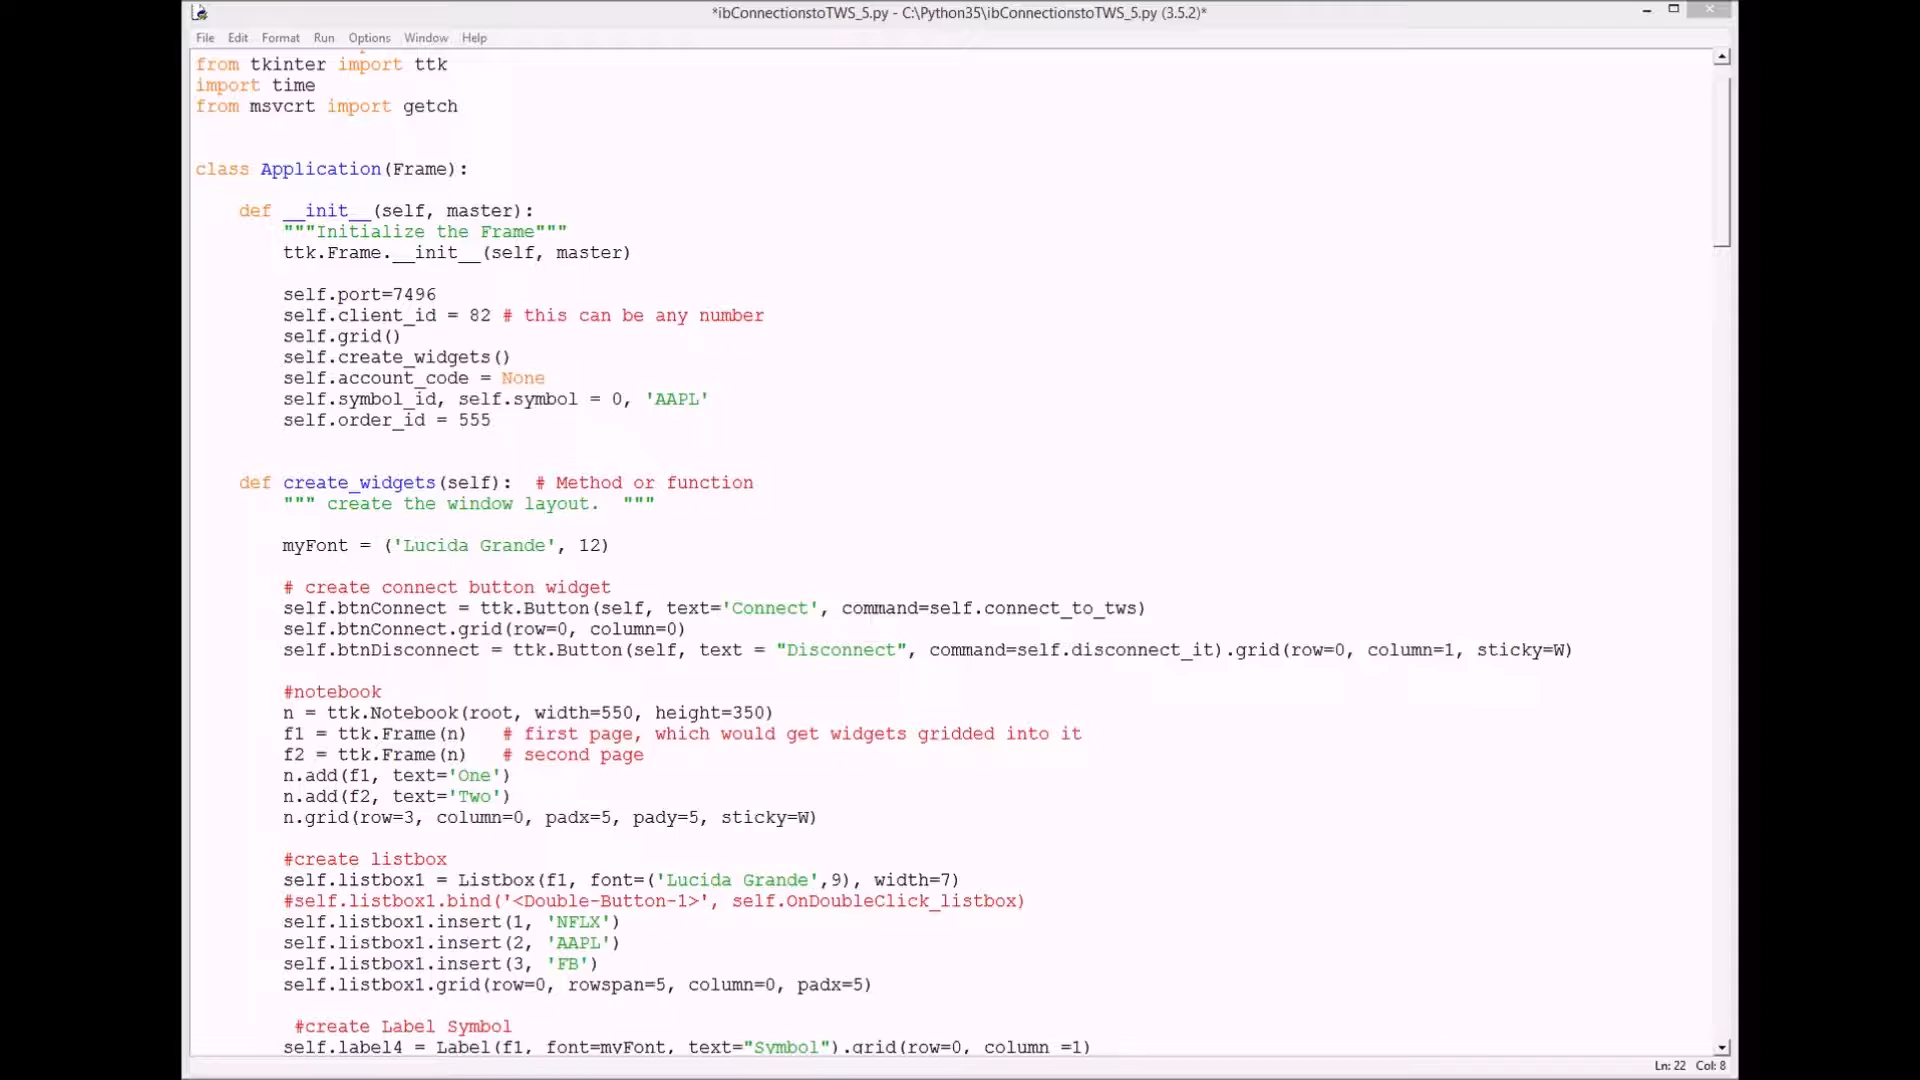 *ibConnectionstoTWS_5.py - C:\Python35\ibConnectionstoTWS_5.py (3.5.2)*
File Edit Format Run Options Window Help
from tkinter import ttk
import time
from msvcrt import getch
class Application(Frame):
def __init__(self, master):
"""Initialize the Frame"""
ttk.Frame.__init__(self, master)
self.port=7496
self.client_id = 82 # this can be any number
self.grid()
self.create_widgets()
self.account_code = None
self.symbol_id, self.symbol = 0, 'AAPL'
self.order_id = 555
def create_widgets(self):  # Method or function
""" create the window layout.  """
myFont = ('Lucida Grande', 12)
# create connect button widget
self.btnConnect = ttk.Button(self, text='Connect', command=self.connect_to_tws)
self.btnConnect.grid(row=0, column=0)
self.btnDisconnect = ttk.Button(self, text = "Disconnect", command=self.disconnect_it).grid(row=0, column=1, sticky=W)
#notebook
n = ttk.Notebook(root, width=550, height=350)
f1 = ttk.Frame(n)   # first page, which would get widgets gridded into it
f2 = ttk.Frame(n)   # second page
n.add(f1, text='One')
n.add(f2, text='Two')
n.grid(row=3, column=0, padx=5, pady=5, sticky=W)
#create listbox
self.listbox1 = Listbox(f1, font=('Lucida Grande',9), width=7)
#self.listbox1.bind('<Double-Button-1>', self.OnDoubleClick_listbox)
self.listbox1.insert(1, 'NFLX')
self.listbox1.insert(2, 'AAPL')
self.listbox1.insert(3, 'FB')
self.listbox1.grid(row=0, rowspan=5, column=0, padx=5)
#create Label Symbol
self.label4 = Label(f1, font=myFont, text="Symbol").grid(row=0, column =1)
Ln: 22 Col: 8